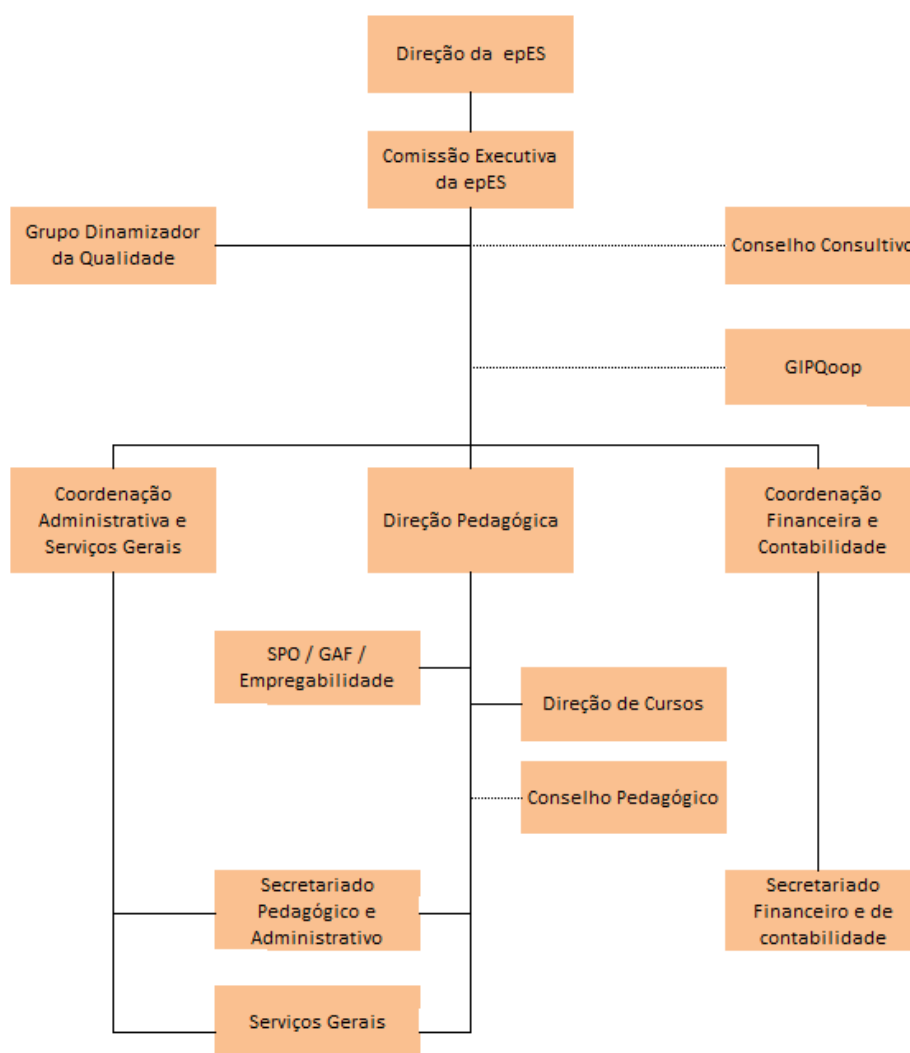 Direção da epES
Comissão Executiva
da epES
Grupo Dinamizador
da Qualidade
Conselho Consultivo
GIPQoop
Coordenação
Administrativa e
Serviços Gerais
Direção Pedagógica
Coordenação
Financeira e
Contabilidade
SPO / GAF /
Empregabilidade
Direção de Cursos
Conselho Pedagógico
Secretariado
Pedagógico e
Administrativo
Secretariado
Financeiro e de
contabilidade
Serviços Gerais